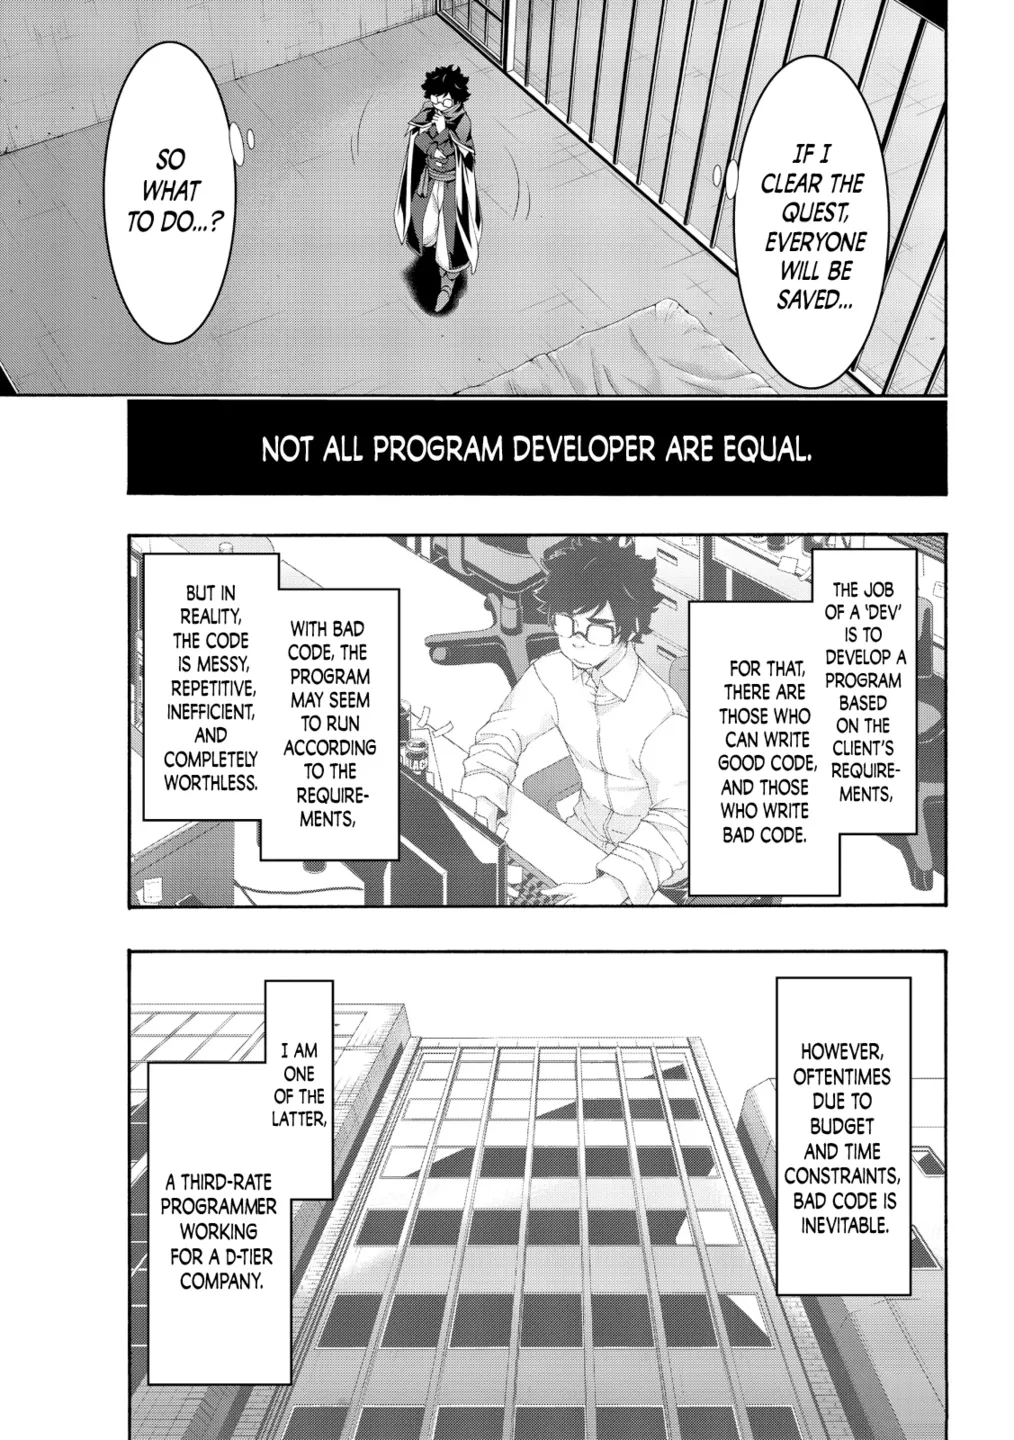 IF I
CLEAR THE
QUEST,
EVERYONE
WILL BE
SAVED...
SO
WHAT
TO DO...?
NOT ALL PROGRAM DEVELOPER ARE EQUAL.
THE JOB
OF A 'DEV'
IS TO
DEVELOP A
PROGRAM
BASED
ON THE
CLIENT'S
REQUIRE-
MENTS,
FOR THAT,
THERE ARE
THOSE WHO
CAN WRITE
GOOD CODE,
AND THOSE
WHO WRITE
BAD CODE.
WITH BAD
CODE, THE
PROGRAM
MAY SEEM
TO RUN
ACCORDING
TO THE
REQUIRE-
MENTS,
BUT IN
REALITY,
THE CODE
IS MESSY,
REPETITIVE,
INEFFICIENT,
AND
COMPLETELY
WORTHLESS.
HOWEVER,
OFTENTIMES
DUE TO
BUDGET
AND TIME
CONSTRAINTS,
BAD CODE IS
INEVITABLE.
I AM
ONE
OF THE
LATTER,
A THIRD-RATE
PROGRAMMER
WORKING
FOR A D-TIER
COMPANY.